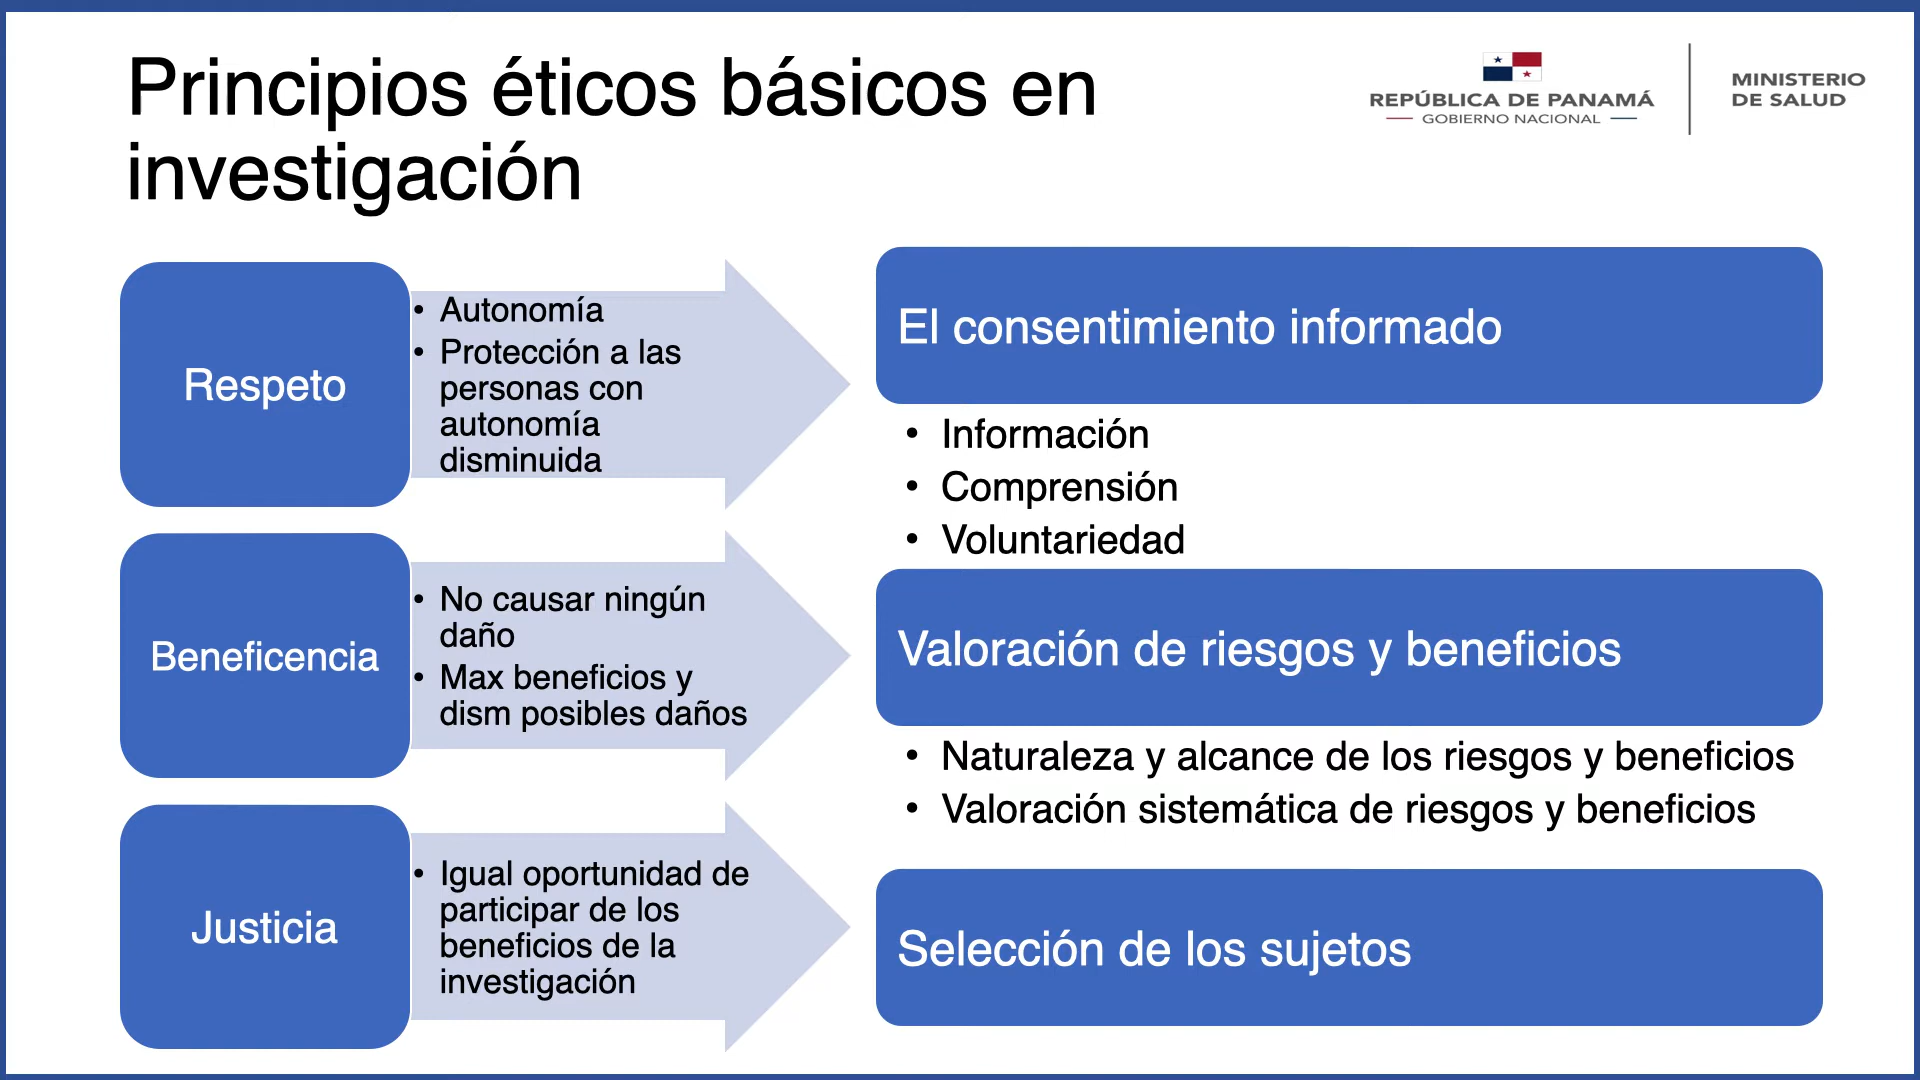 Principios éticos básicos en
investigación
REPÚBLICA DE PANAMÁ
GOBIERNO NACIONAL
MINISTERIO
DE SALUD
Respeto
• Autonomía
• Protección a las
personas con
autonomía
disminuida
El consentimiento informado
• Información
• Comprensión
• Voluntariedad
Beneficencia
• No causar ningún
daño
• Max beneficios y
dism posibles daños
Valoración de riesgos y beneficios
• Naturaleza y alcance de los riesgos y beneficios
• Valoración sistemática de riesgos y beneficios
Justicia
• Igual oportunidad de
participar de los
beneficios de la
investigación
Selección de los sujetos